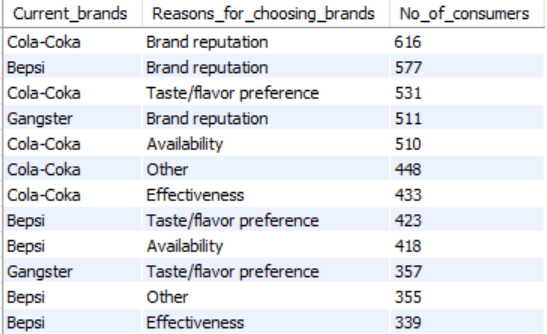 Current_brands Reasons_for_choosing_brands No_of_consumers
Cola-Coka Brand reputation 616
Bepsi Brand reputation 577
Cola-Coka Taste/flavor preference 531
Gangster Brand reputation 511
Cola-Coka Availability 510
Cola-Coka Other 448
Cola-Coka Effectiveness 433
Bepsi Taste/flavor preference 423
Bepsi Availability 418
Gangster Taste/flavor preference 357
Bepsi Other 355
Bepsi Effectiveness 339